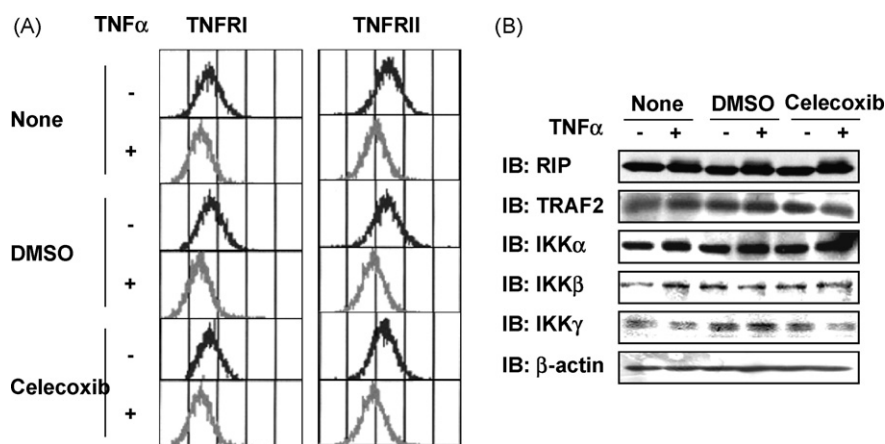 (A) TNFα TNFRI TNFRII
None
-
+
DMSO
-
+
Celecoxib
-
+
(B)
None DMSO Celecoxib
TNFα - + - + - +
IB: RIP
IB: TRAF2
IB: IKKα
IB: IKKβ
IB: IKKγ
IB: β-actin